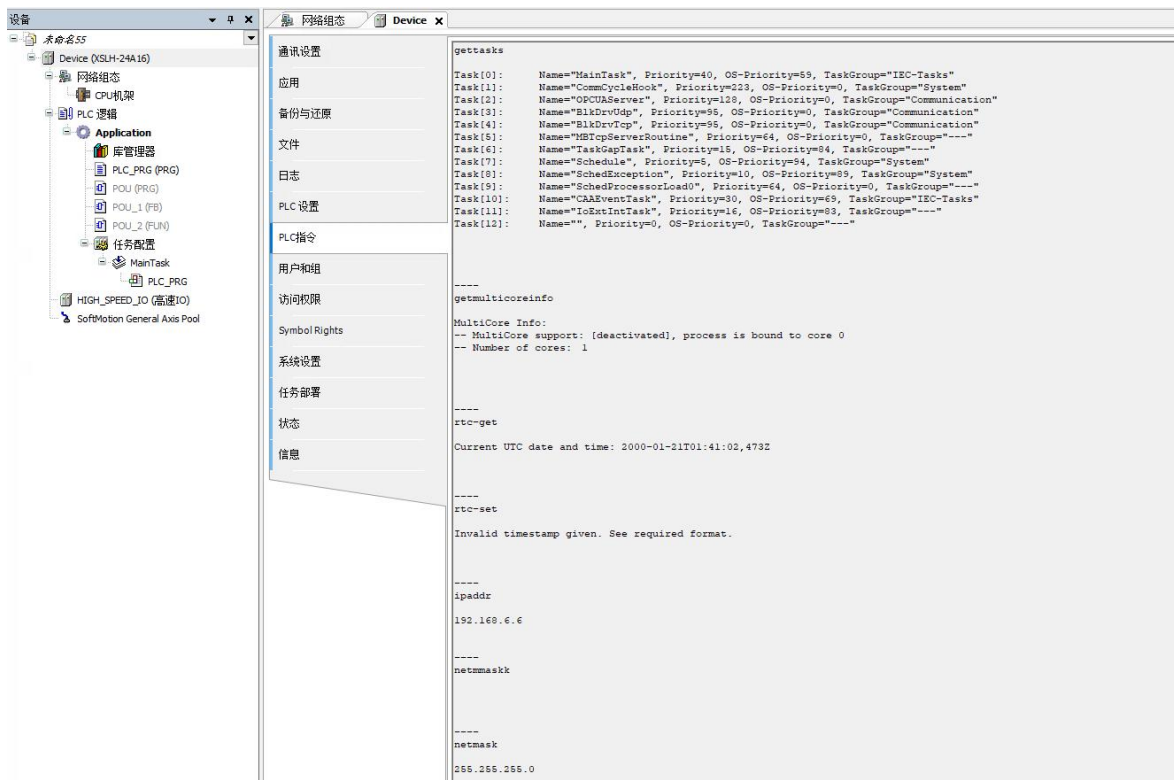 设备
未命名55
Device (XSLH-24A16)
网络组态
CPU机架
PLC 逻辑
Application
库管理器
PLC_PRG (PRG)
POU (PRG)
POU_1 (FB)
POU_2 (FUN)
任务配置
MainTask
PLC_PRG
HIGH_SPEED_IO (高速IO)
SoftMotion General Axis Pool
网络组态
Device
通讯设置
应用
备份与还原
文件
日志
PLC 设置
PLC指令
用户和组
访问权限
Symbol Rights
系统设置
任务部署
状态
信息
gettasks
Task[0]: Name="MainTask", Priority=40, OS-Priority=59, TaskGroup="IEC-Tasks"
Task[1]: Name="CommCycleHook", Priority=223, OS-Priority=0, TaskGroup="System"
Task[2]: Name="OPCUAServer", Priority=128, OS-Priority=0, TaskGroup="Communication"
Task[3]: Name="BlkDrvUdp", Priority=95, OS-Priority=0, TaskGroup="Communication"
Task[4]: Name="BlkDrvTcp", Priority=95, OS-Priority=0, TaskGroup="Communication"
Task[5]: Name="MBTcpServerRoutine", Priority=64, OS-Priority=0, TaskGroup="---"
Task[6]: Name="TaskGapTask", Priority=15, OS-Priority=84, TaskGroup="---"
Task[7]: Name="Schedule", Priority=5, OS-Priority=94, TaskGroup="System"
Task[8]: Name="SchedException", Priority=10, OS-Priority=89, TaskGroup="System"
Task[9]: Name="SchedProcessorLoad0", Priority=64, OS-Priority=0, TaskGroup="---"
Task[10]: Name="CAAEventTask", Priority=30, OS-Priority=69, TaskGroup="IEC-Tasks"
Task[11]: Name="IoExtIntTask", Priority=16, OS-Priority=83, TaskGroup="---"
Task[12]: Name="", Priority=0, OS-Priority=0, TaskGroup="---"
----
getmulticoreinfo
MultiCore Info:
-- MultiCore support: [deactivated], process is bound to core 0
-- Number of cores: 1
----
rtc-get
Current UTC date and time: 2000-01-21T01:41:02,473Z
----
rtc-set
Invalid timestamp given. See required format.
----
ipaddr
192.168.6.6
----
netmmaskk
----
netmask
255.255.255.0